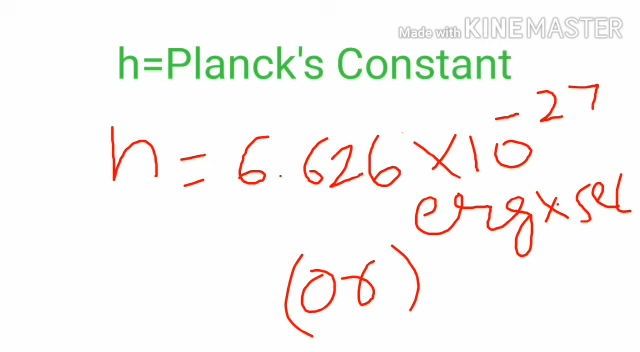 Made with KINEMASTER
h=Planck's Constant
h = 6.626 × 10⁻²⁷
erg × sec
(or)